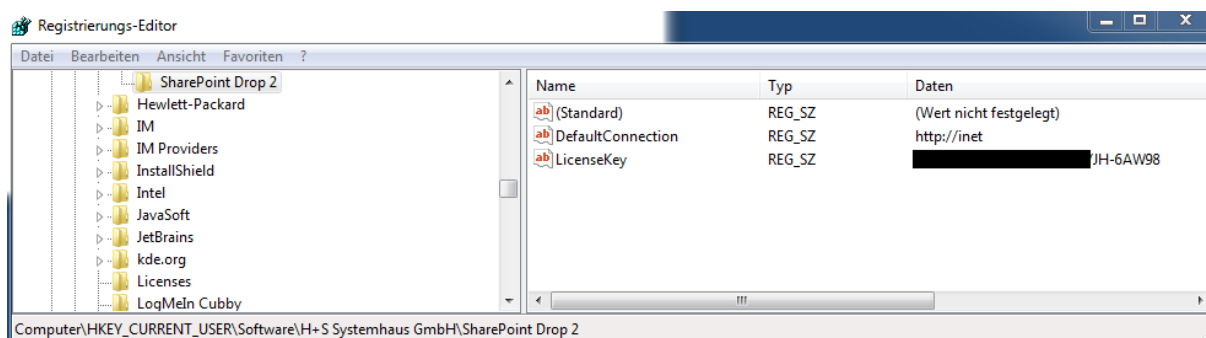 Registrierungs-Editor
Datei Bearbeiten Ansicht Favoriten ?
SharePoint Drop 2
Hewlett-Packard
IM
IM Providers
InstallShield
Intel
JavaSoft
JetBrains
kde.org
Licenses
LogMeIn Cubby
Name Typ Daten
(Standard) REG_SZ (Wert nicht festgelegt)
DefaultConnection REG_SZ http://inet
LicenseKey REG_SZ JH-6AW98
Computer\HKEY_CURRENT_USER\Software\H+S Systemhaus GmbH\SharePoint Drop 2